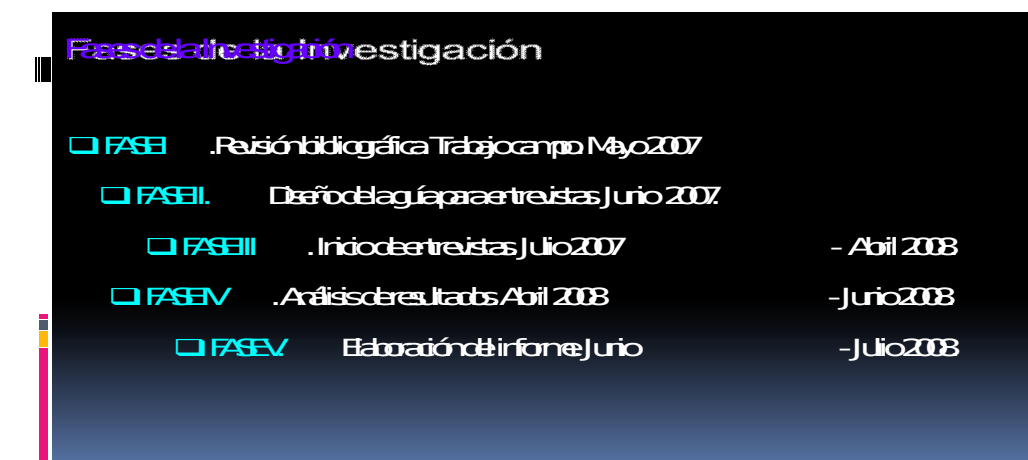 Fases de la Investigación
❑ FASE I. Revisión bibliográfica. Trabajo campo. Mayo 2007
❑ FASE II. Diseño de la guía para entrevistas. Junio 2007.
❑ FASE III. Inicio de entrevistas. Julio 2007 - Abril 2008.
❑ FASE IV. Análisis de resultados. Abril 2008 - Junio 2008.
❑ FASE V. Elaboración del informe. Junio - Julio 2008.